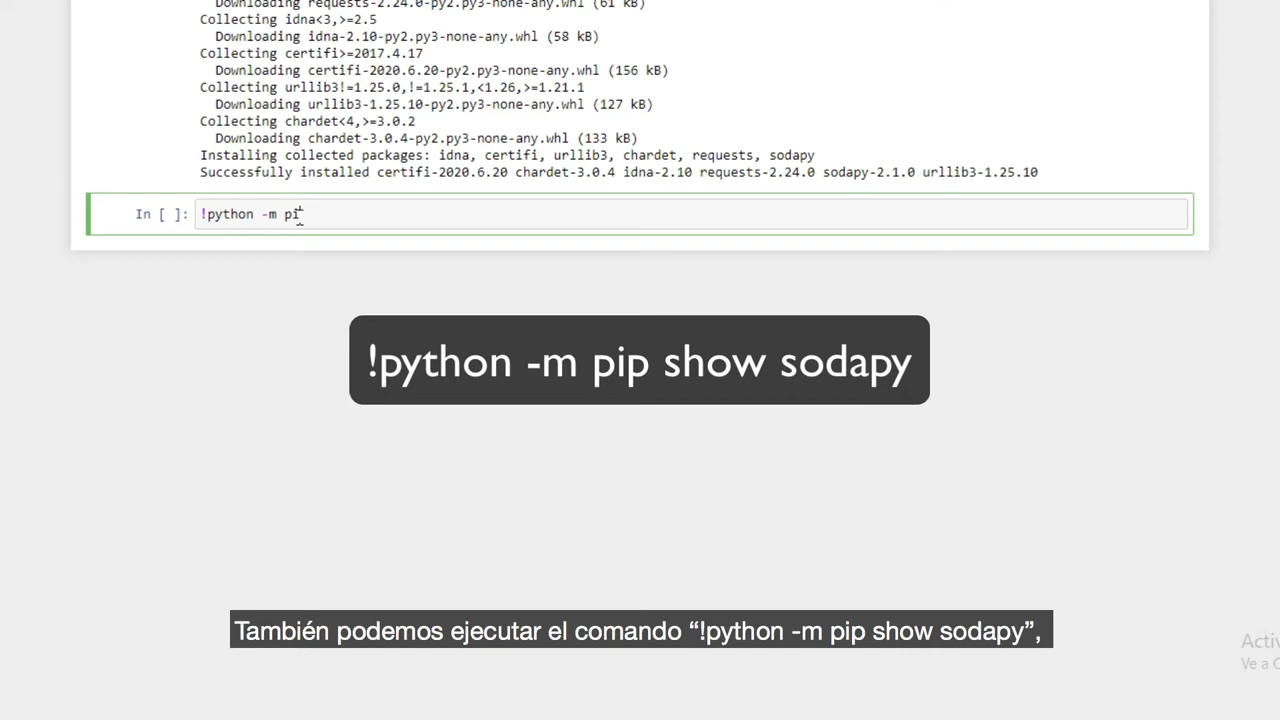 Downloading requests-2.24.0-py2.py3-none-any.whl (61 kB)
Collecting idna<3,>=2.5
Downloading idna-2.10-py2.py3-none-any.whl (58 kB)
Collecting certifi>=2017.4.17
Downloading certifi-2020.6.20-py2.py3-none-any.whl (156 kB)
Collecting urllib3!=1.25.0,!=1.25.1,<1.26,>=1.21.1
Downloading urllib3-1.25.10-py2.py3-none-any.whl (127 kB)
Collecting chardet<4,>=3.0.2
Downloading chardet-3.0.4-py2.py3-none-any.whl (133 kB)
Installing collected packages: idna, certifi, urllib3, chardet, requests, sodapy
Successfully installed certifi-2020.6.20 chardet-3.0.4 idna-2.10 requests-2.24.0 sodapy-2.1.0 urllib3-1.25.10
In [ ]: !python -m pi
!python -m pip show sodapy
También podemos ejecutar el comando “!python -m pip show sodapy”,
Activ
Ve a C